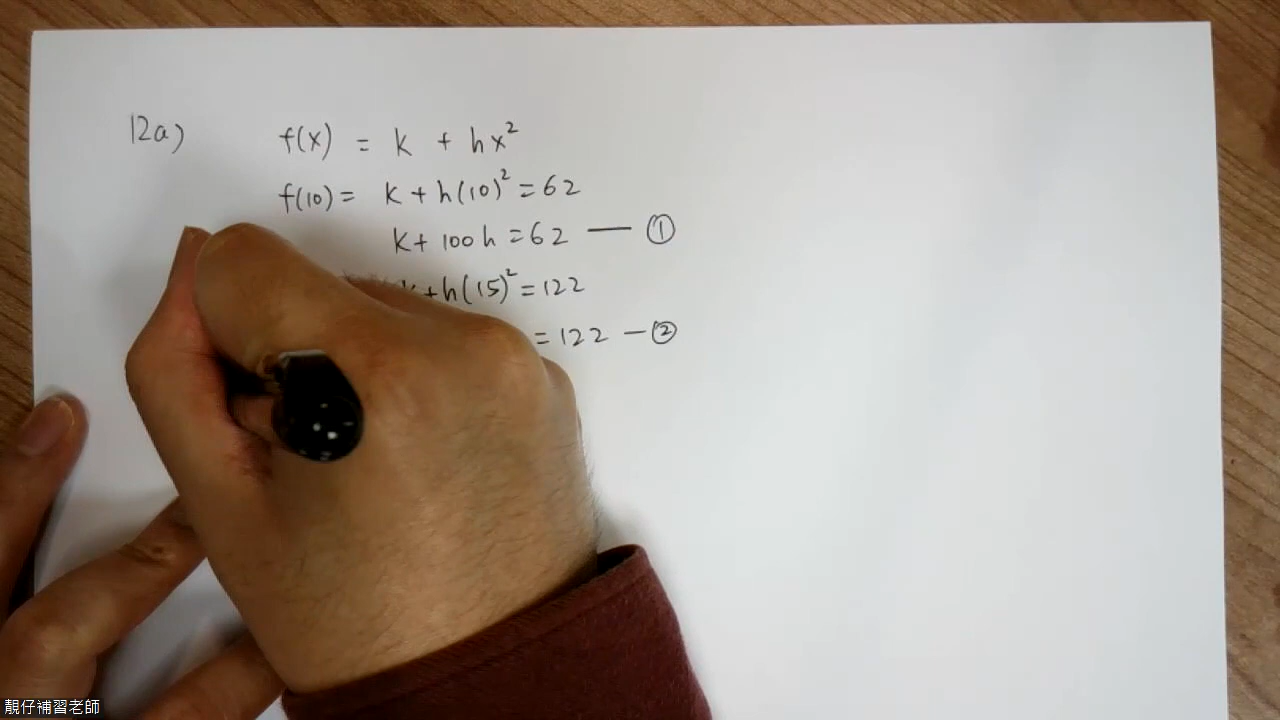 12a) f(x) = k + hx²
f(10) = k + h(10)² = 62
k + 100h = 62 — ①
k + h(15)² = 122
= 122 — ②
靚仔補習老師